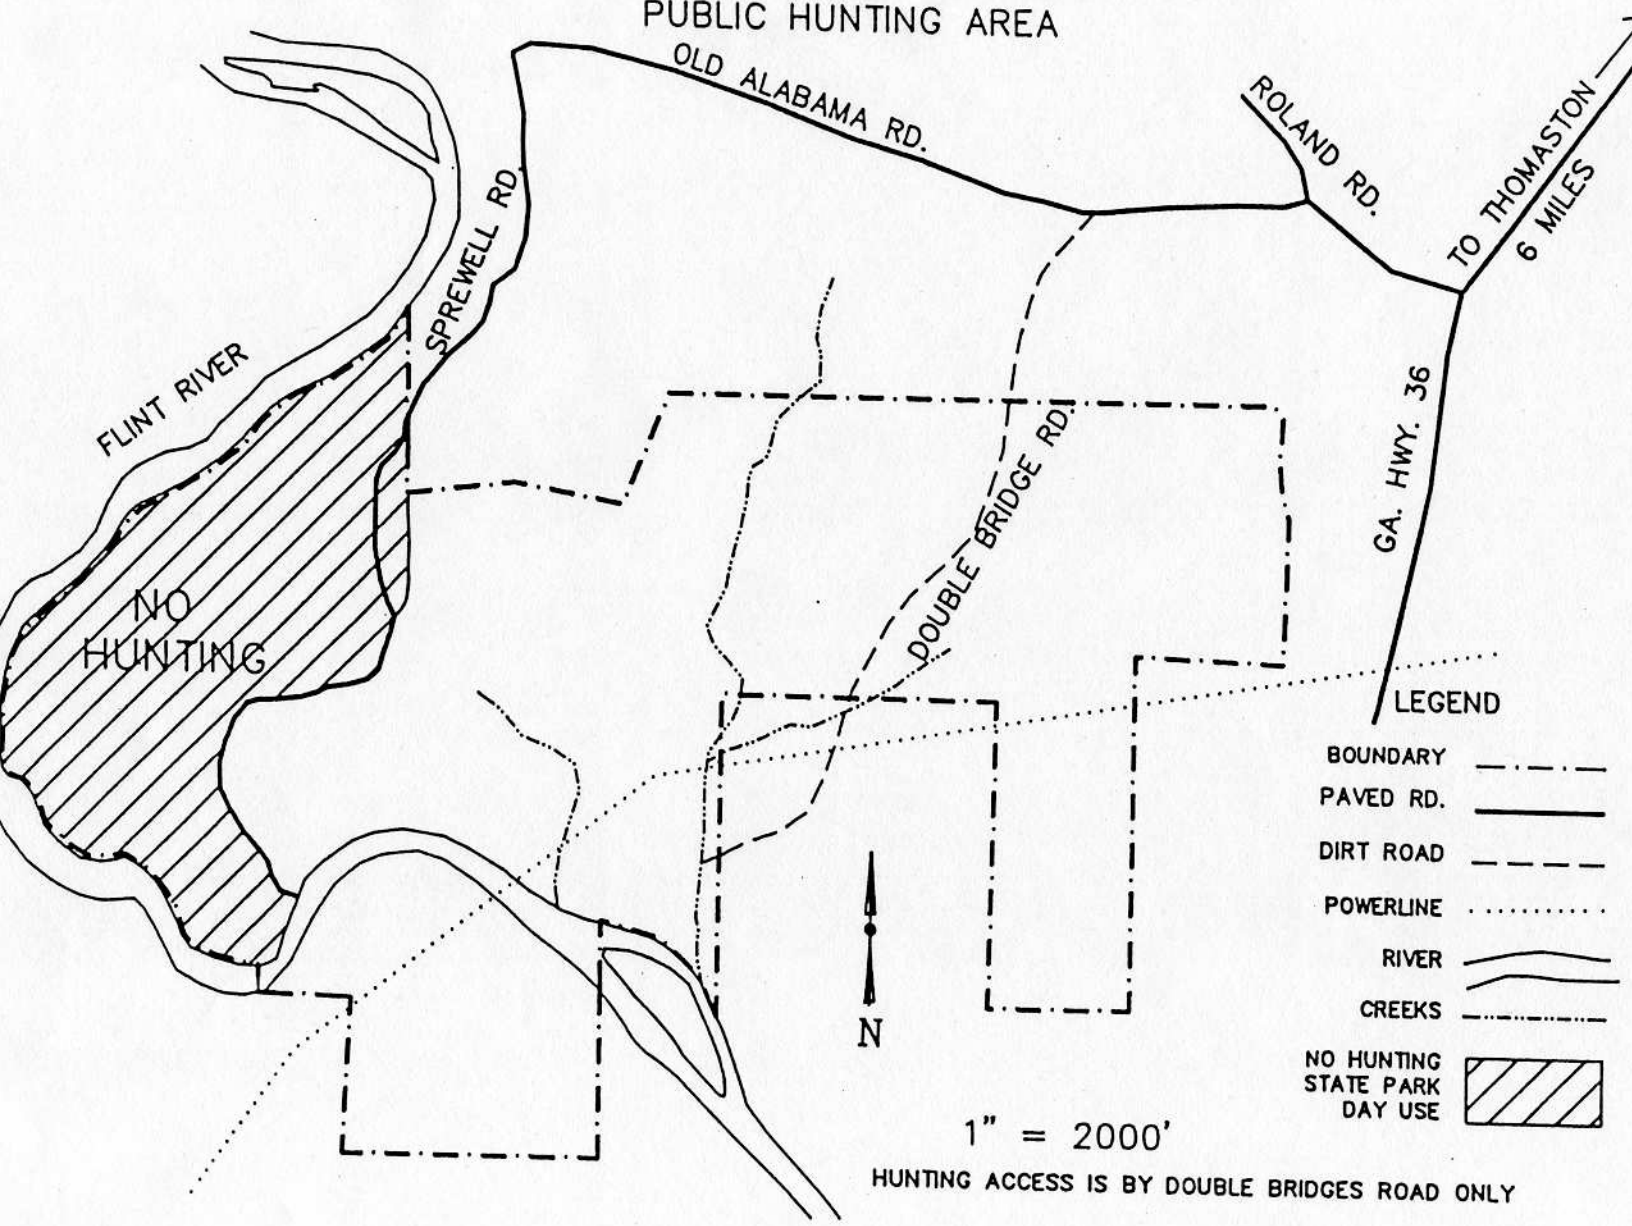 PUBLIC HUNTING AREA
OLD ALABAMA RD.
ROLAND RD.
TO THOMASTON
6 MILES
SPREWELL RD.
FLINT RIVER
GA. HWY. 36
DOUBLE BRIDGE RD.
NO
HUNTING
LEGEND
BOUNDARY
PAVED RD.
DIRT ROAD
POWERLINE
RIVER
CREEKS
NO HUNTING
STATE PARK
DAY USE
N
1" = 2000'
HUNTING ACCESS IS BY DOUBLE BRIDGES ROAD ONLY